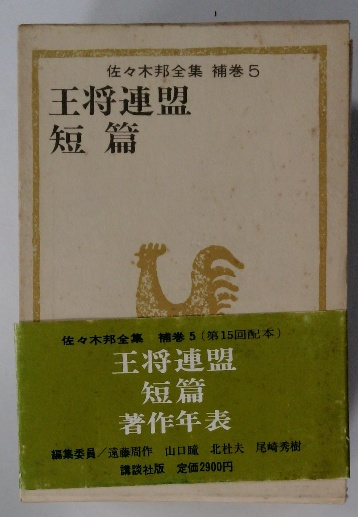 佐々木邦全集 補巻5
王将連盟
短篇
佐々木邦全集 補巻5(第15回配本)
王将連盟
短篇
著作年表
編集委員/遠藤周作 山口瞳 北杜夫 尾崎秀樹
講談社版 定価2900円